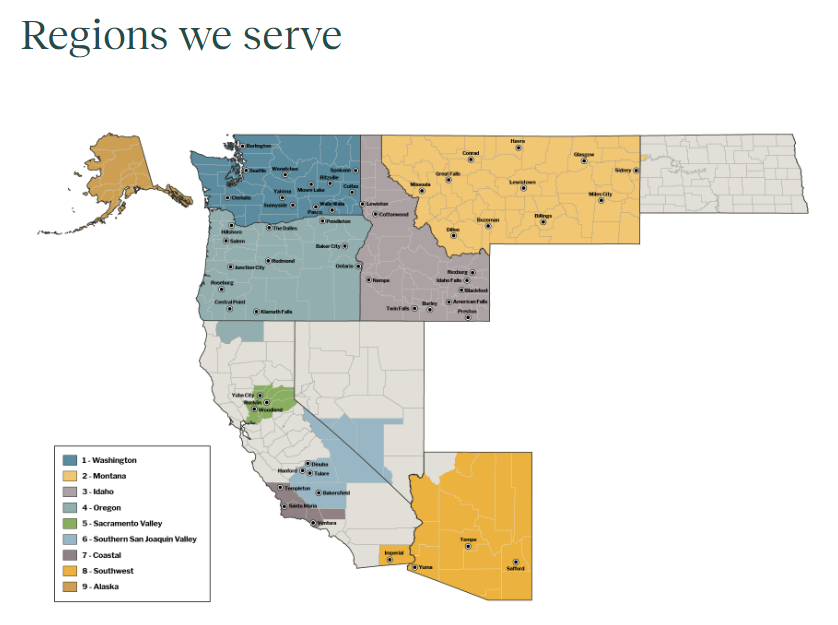 Regions we serve
Burlington
Seattle
Wenatchee
Spokane
Ritzville
Moses Lake
Colfax
Yakima
Chehalis
Sunnyside
Walla Walla
Pasco
Lewiston
Cottonwood
Pendleton
Hillsboro
The Dalles
Salem
Baker City
Junction City
Redmond
Ontario
Roseburg
Central Point
Klamath Falls
Nampa
Rexburg
Idaho Falls
Blackfoot
American Falls
Twin Falls
Burley
Preston
Havre
Conrad
Glasgow
Great Falls
Sidney
Missoula
Lewistown
Miles City
Bozeman
Billings
Dillon
Yuba City
Rocklin
Woodland
Dinuba
Hanford
Tulare
Templeton
Bakersfield
Santa Maria
Ventura
Imperial
Yuma
Tempe
Safford
1 - Washington
2 - Montana
3 - Idaho
4 - Oregon
5 - Sacramento Valley
6 - Southern San Joaquin Valley
7 - Coastal
8 - Southwest
9 - Alaska